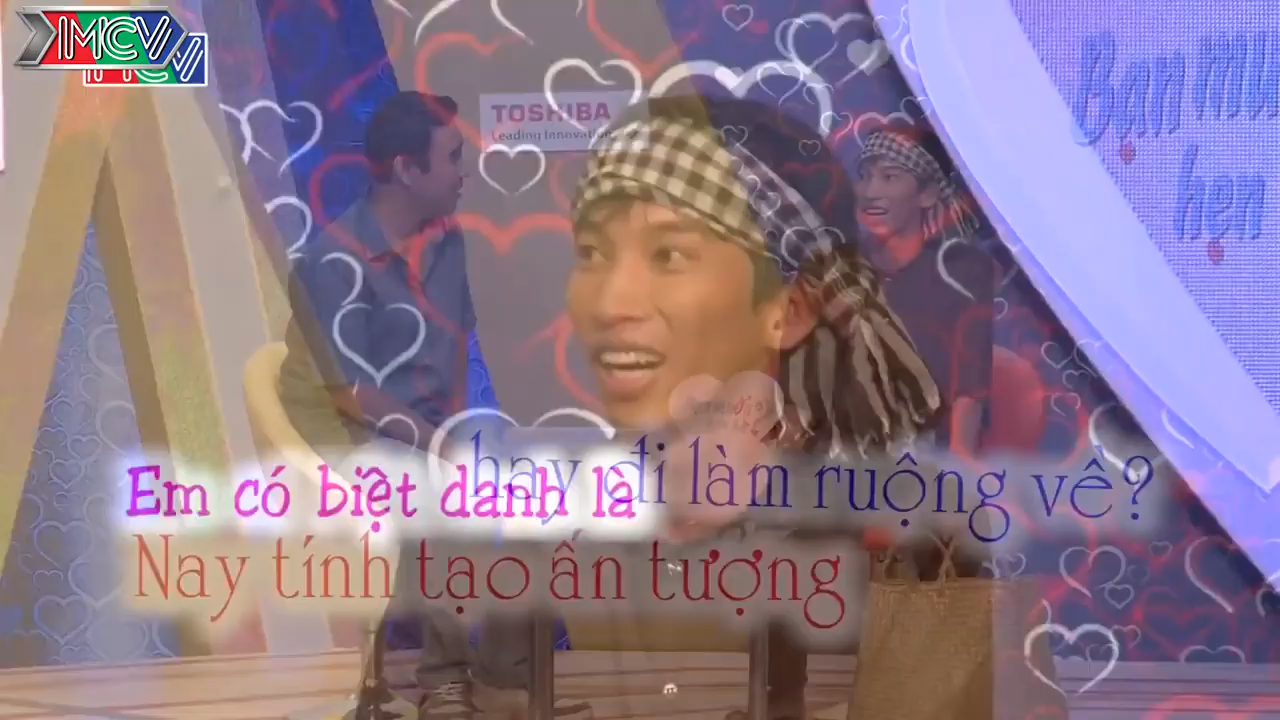 MCV
MCV
TOSHIBA
Leading Innovation
Bạn mu
hẹn
hay đi làm ruộng về?
Em có biệt danh là
Nay tính tạo ấn tượng